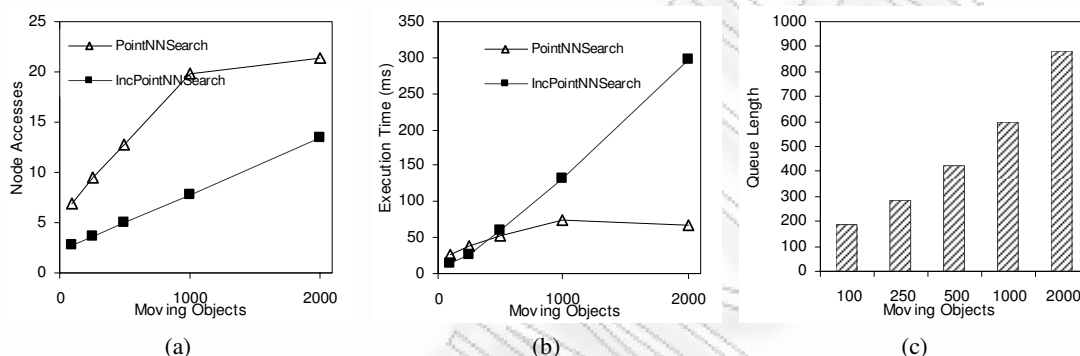 25
20
15
10
5
0
Node Accesses
PointNNSearch
IncPointNNSearch
0 1000 2000
Moving Objects
(a)
350
300
250
200
150
100
50
0
Execution Time (ms)
PointNNSearch
IncPointNNSearch
0 1000 2000
Moving Objects
(b)
1000
900
800
700
600
500
400
300
200
100
0
Queue Length
100 250 500 1000 2000
Moving Objects
(c)